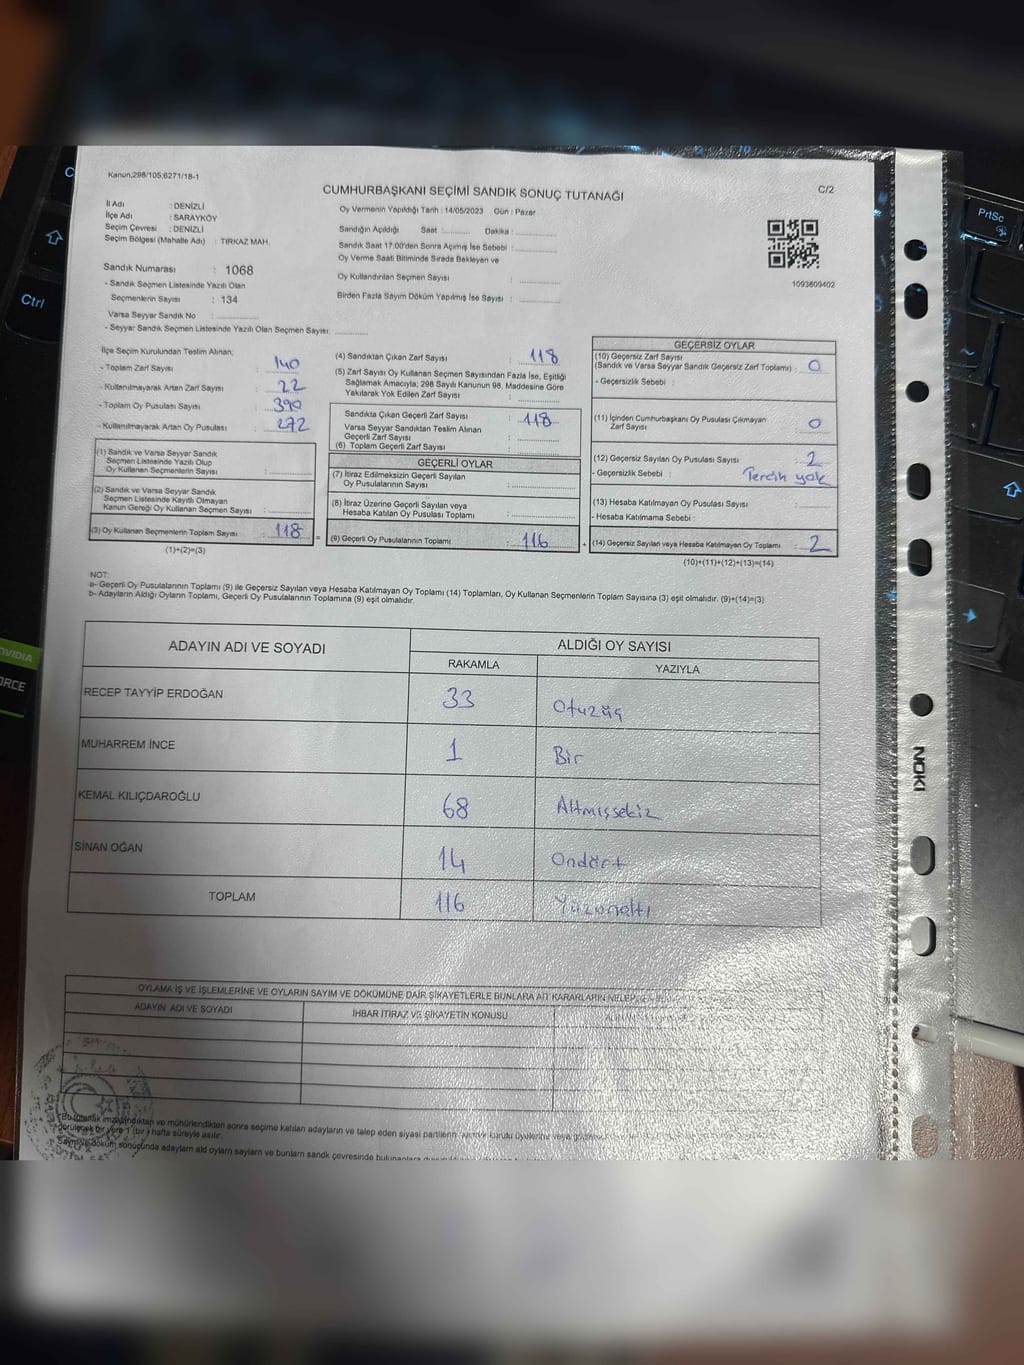 Kanun,298/105,6271/18-1
CUMHURBAŞKANI SEÇİMİ SANDIK SONUÇ TUTANAĞI
C/2
İl Adı : DENİZLİ
İlçe Adı : SARAYKÖY
Seçim Çevresi : DENİZLİ
Seçim Bölgesi (Mahalle Adı) : TIRKAZ MAH.
Oy Vermenin Yapıldığı Tarih : 14/05/2023 Gün : Pazar
Sandığın Açıldığı Saat :.......... Dakika :..............
Sandık Saat 17:00'den Sonra Açımış İse Sebebi :..............
Oy Verme Saati Bitiminde Sırada Bekleyen ve
Oy Kullandırılan Seçmen Sayısı : ..............
Birden Fazla Sayım Döküm Yapılmış İse Sayısı : ..............
1093609402
Sandık Numarası : 1068
- Sandık Seçmen Listesinde Yazılı Olan
Seçmenlerin Sayısı : 134
Varsa Seyyar Sandık No : ..............
- Seyyar Sandık Seçmen Listesinde Yazılı Olan Seçmen Sayısı: ............
İlçe Seçim Kurulundan Teslim Alınan;
- Toplam Zarf Sayısı : 140
- Kullanılmayarak Artan Zarf Sayısı : 22
- Toplam Oy Pusulası Sayısı : 390
- Kullanılmayarak Artan Oy Pusulası : 272
(1) Sandık ve Varsa Seyyar Sandık
Seçmen Listesinde Yazılı Olup
Oy Kullanan Seçmenlerin Sayısı :..............
(2) Sandık ve Varsa Seyyar Sandık
Seçmen Listesinde Kayıtlı Olmayan
Kanun Gereği Oy Kullanan Seçmen Sayısı :..............
(3) Oy Kullanan Seçmenlerin Toplam Sayısı : 118
(1)+(2)=(3)
(4) Sandıktan Çıkan Zarf Sayısı : 118
(5) Zarf Sayısı Oy Kullanan Seçmen Sayısından Fazla İse, Eşitliği
Sağlamak Amacıyla; 298 Sayılı Kanunun 98. Maddesine Göre
Yakılarak Yok Edilen Zarf Sayısı :..............
Sandıkta Çıkan Geçerli Zarf Sayısı : 118
Varsa Seyyar Sandıktan Teslim Alınan
Geçerli Zarf Sayısı :..............
(6) Toplam Geçerli Zarf Sayısı :..............
GEÇERLİ OYLAR
(7) İtiraz Edilmeksizin Geçerli Sayılan
Oy Pusulalarının Sayısı :..............
(8) İtiraz Üzerine Geçerli Sayılan veya
Hesaba Katılan Oy Pusulası Toplamı :..............
= (9) Geçerli Oy Pusulalarının Toplamı : 116 +
GEÇERSİZ OYLAR
(10) Geçersiz Zarf Sayısı
(Sandık ve Varsa Seyyar Sandık Geçersiz Zarf Toplamı) : 0
- Geçersizlik Sebebi :
(11) İçinden Cumhurbaşkanı Oy Pusulası Çıkmayan
Zarf Sayısı : 0
(12) Geçersiz Sayılan Oy Pusulası Sayısı : 2
- Geçersizlik Sebebi : Tercih yok
(13) Hesaba Katılmayan Oy Pusulası Sayısı :
- Hesaba Katılmama Sebebi :
(14) Geçersiz Sayılan veya Hesaba Katılmayan Oy Toplamı : 2
(10)+(11)+(12)+(13)=(14)
NOT:
a- Geçerli Oy Pusulalarının Toplamı (9) ile Geçersiz Sayılan veya Hesaba Katılmayan Oy Toplamı (14) Toplamları, Oy Kullanan Seçmenlerin Toplam Sayısına (3) eşit olmalıdır. (9)+(14)=(3)
b- Adayların Aldığı Oyların Toplamı, Geçerli Oy Pusulalarının Toplamına (9) eşit olmalıdır.
ADAYIN ADI VE SOYADI ALDIĞI OY SAYISI
RAKAMLA YAZIYLA
RECEP TAYYİP ERDOĞAN 33 Otuzüç
MUHARREM İNCE 1 Bir
KEMAL KILIÇDAROĞLU 68 Altmışsekiz
SİNAN OĞAN 14 Ondört
TOPLAM 116 Yüzonaltı
OYLAMA İŞ VE İŞLEMLERİNE VE OYLARIN SAYIM VE DÖKÜMÜNE DAİR ŞİKAYETLERLE BUNLARA AİT KARARLARIN
ADAYIN ADI VE SOYADI İHBAR İTİRAZ VE ŞİKAYETİN KONUSU
*Bu tutanak imzalandıktan ve mühürlendikten sonra seçime katılan adayların ve talep eden siyasi partilerin
görülecek bir yere 1 (bir) hafta süreyle asılır.
Sayım ve döküm sonucunda adayların ald oyların sayların ve bunların sandık çevresinde
NOKI
Ctrl
PrtSc